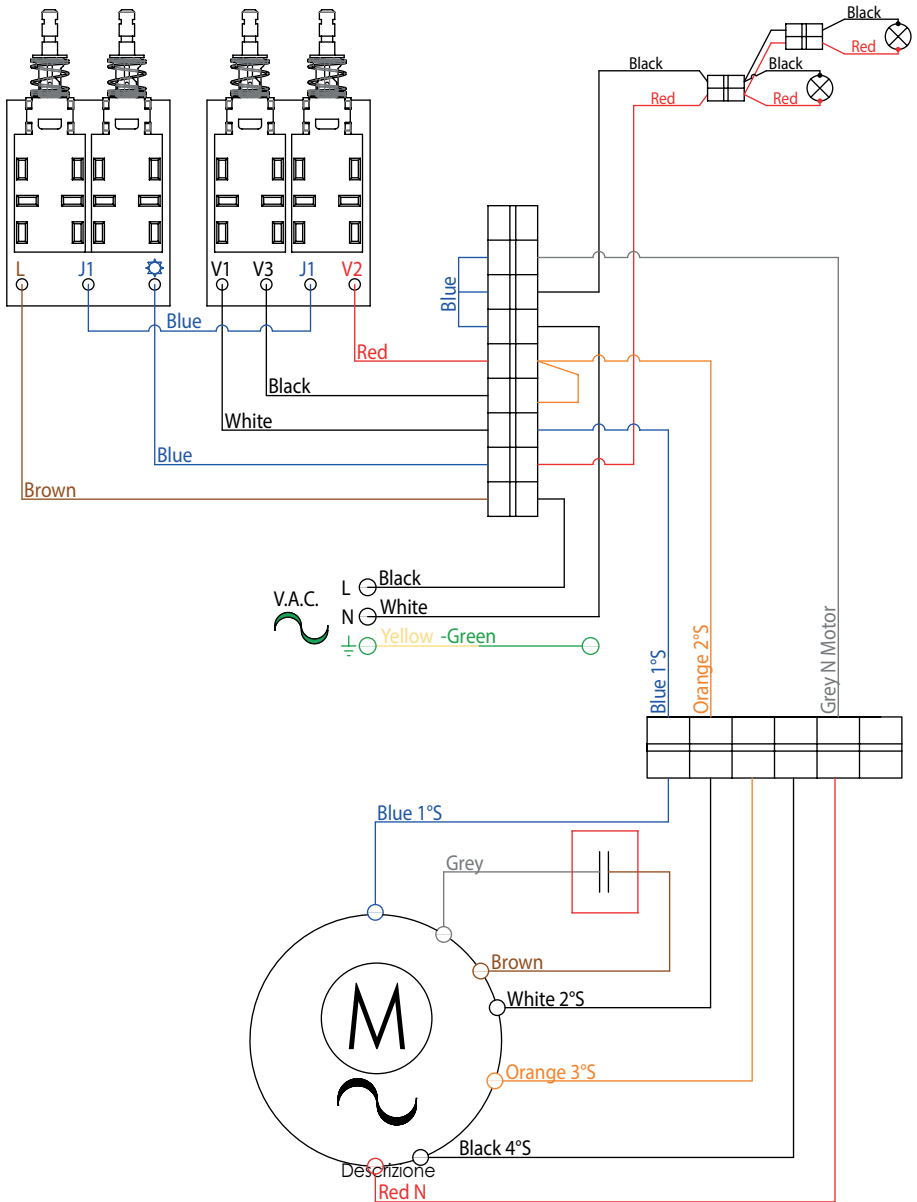 Black
Red
Black
Black
Red
Red
L
J1
V1
V3
J1
V2
Blue
Blue
Red
Black
White
Blue
Brown
L
Black
V.A.C.
N
White
Yellow -Green
Blue 1°S
Orange 2°S
Grey N Motor
Blue 1°S
Grey
Brown
White 2°S
M
Orange 3°S
Black 4°S
Descrizione
Red N